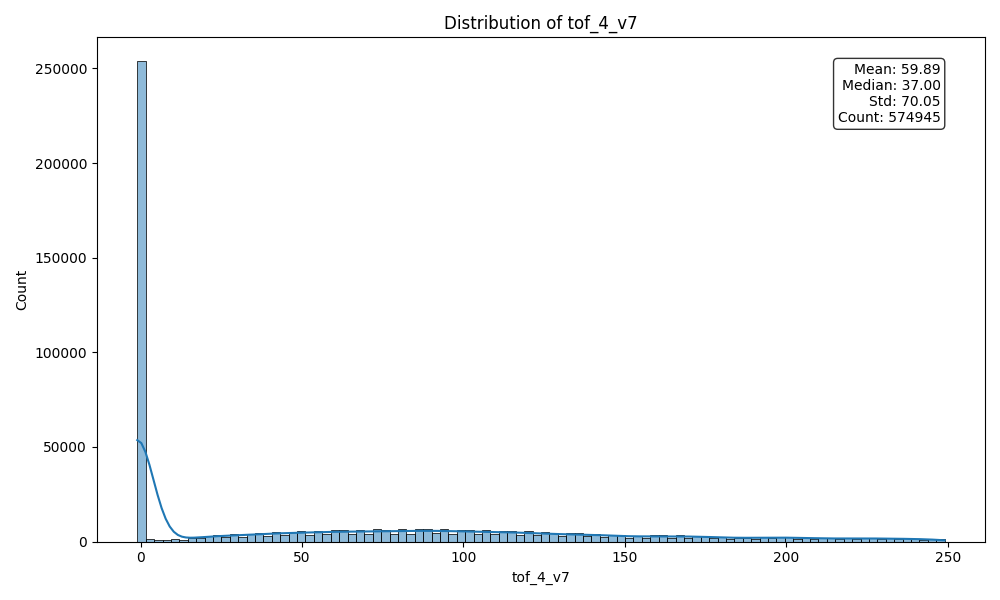 Distribution of tof_4_v7
Mean: 59.89
Median: 37.00
Std: 70.05
Count: 574945
250000
200000
150000
100000
50000
0
Count
0 50 100 150 200 250
tof_4_v7